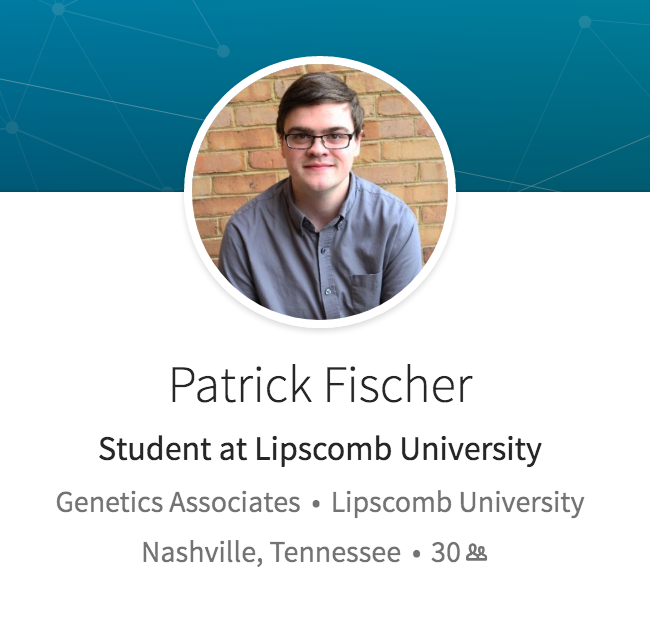 Patrick Fischer
Student at Lipscomb University
Genetics Associates • Lipscomb University
Nashville, Tennessee • 30